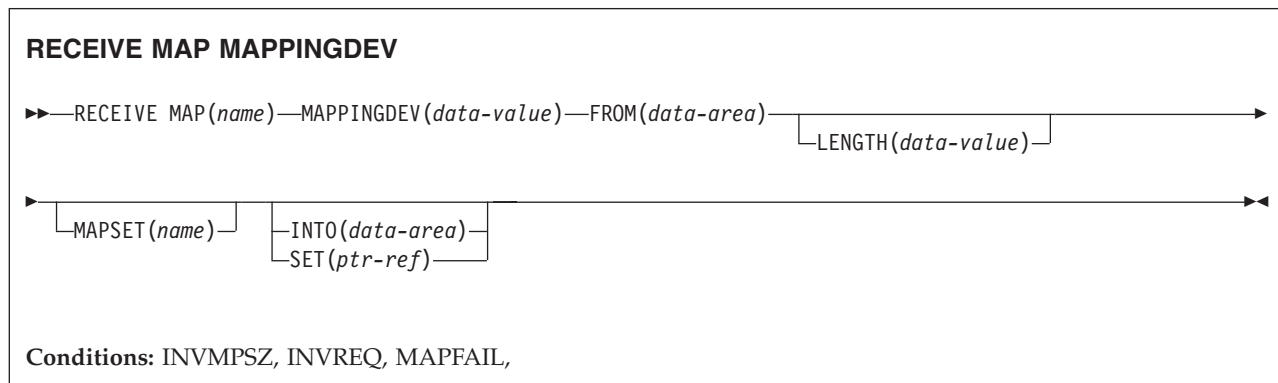 RECEIVE MAP MAPPINGDEV
RECEIVE MAP(name) MAPPINGDEV(data-value) FROM(data-area)
LENGTH(data-value)
MAPSET(name) INTO(data-area)
SET(ptr-ref)
Conditions: INVMPSZ, INVREQ, MAPFAIL,